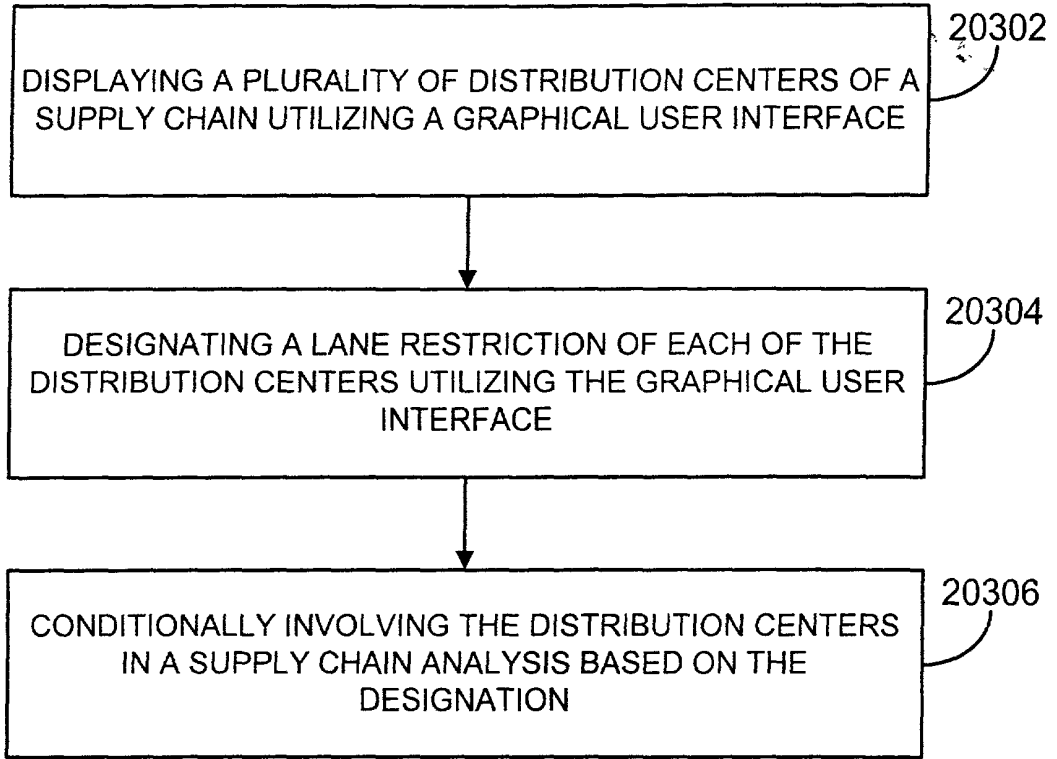 20302
DISPLAYING A PLURALITY OF DISTRIBUTION CENTERS OF A
SUPPLY CHAIN UTILIZING A GRAPHICAL USER INTERFACE
20304
DESIGNATING A LANE RESTRICTION OF EACH OF THE
DISTRIBUTION CENTERS UTILIZING THE GRAPHICAL USER
INTERFACE
20306
CONDITIONALLY INVOLVING THE DISTRIBUTION CENTERS
IN A SUPPLY CHAIN ANALYSIS BASED ON THE
DESIGNATION